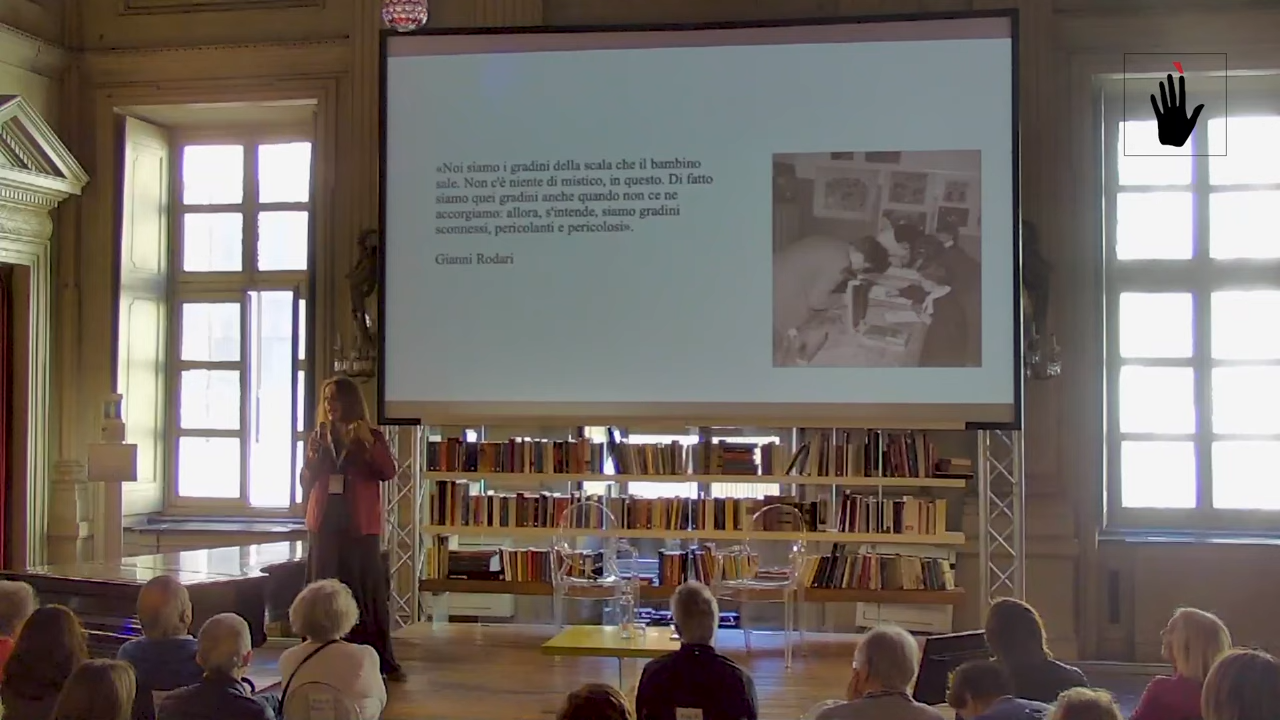 «Noi siamo i gradini della scala che il bambino
sale. Non c'è niente di mistico, in questo. Di fatto
siamo quei gradini anche quando non ce ne
accorgiamo: allora, s'intende, siamo gradini
sconnessi, pericolanti e pericolosi».
Gianni Rodari